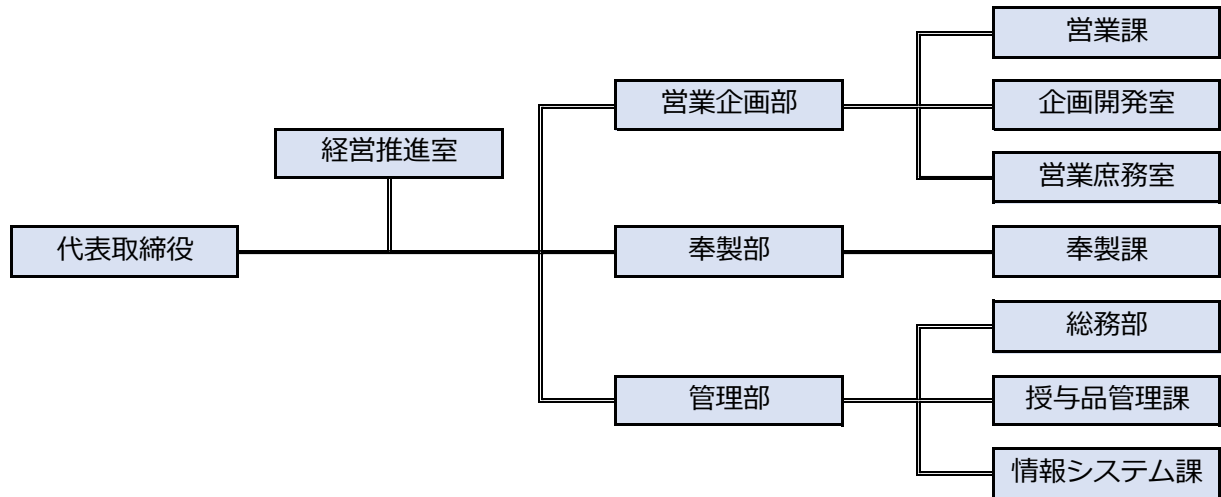 代表取締役
経営推進室
営業企画部
営業課
企画開発室
営業庶務室
奉製部
奉製課
管理部
総務部
授与品管理課
情報システム課